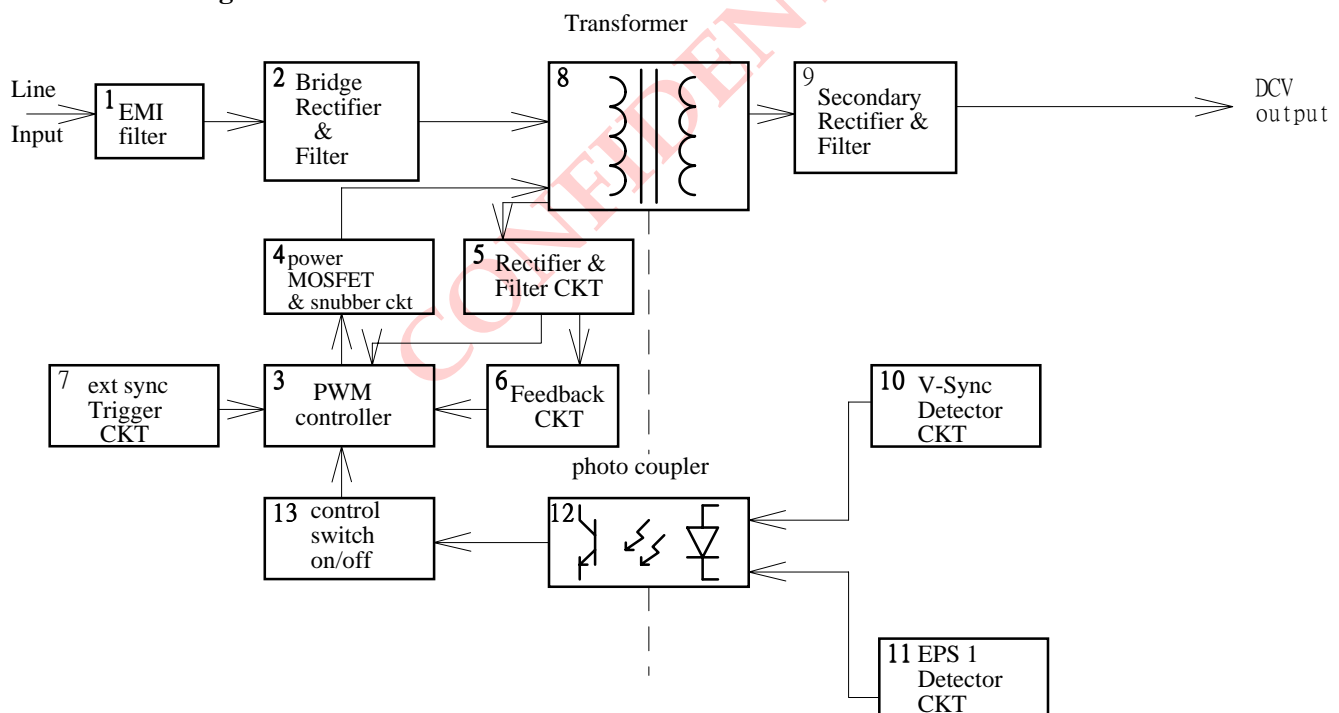 Transformer
Line
Input
1 EMI
filter
2 Bridge
Rectifier
&
Filter
8
9
Secondary
Rectifier &
Filter
DCV
output
4 power
MOSFET
& snubber ckt
5 Rectifier &
Filter CKT
7 ext sync
Trigger
CKT
3
PWM
controller
6 Feedback
CKT
10 V-Sync
Detector
CKT
photo coupler
13 control
switch
on/off
12
11 EPS 1
Detector
CKT